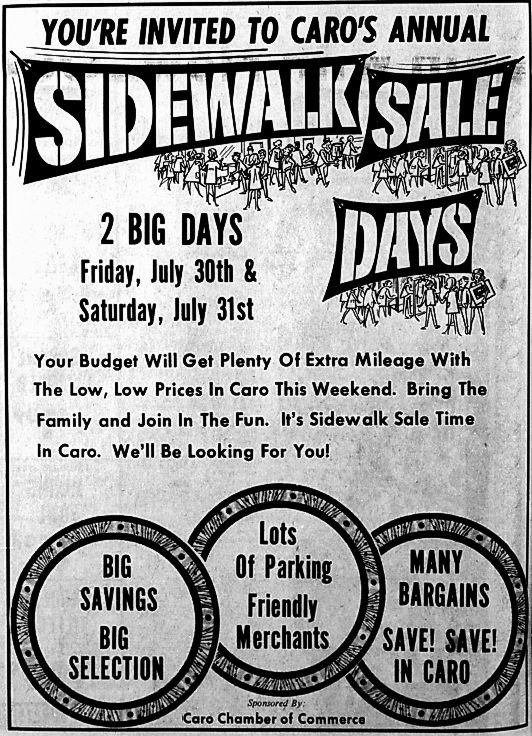 YOU'RE INVITED TO CARO'S ANNUAL
SIDEWALK SALE
DAYS
2 BIG DAYS
Friday, July 30th &
Saturday, July 31st
Your Budget Will Get Plenty Of Extra Mileage With
The Low, Low Prices In Caro This Weekend. Bring The
Family and Join In The Fun. It's Sidewalk Sale Time
In Caro. We'll Be Looking For You!
BIG
SAVINGS
BIG
SELECTION
Lots
Of Parking
Friendly
Merchants
MANY
BARGAINS
SAVE! SAVE!
IN CARO
Sponsored By:
Caro Chamber of Commerce